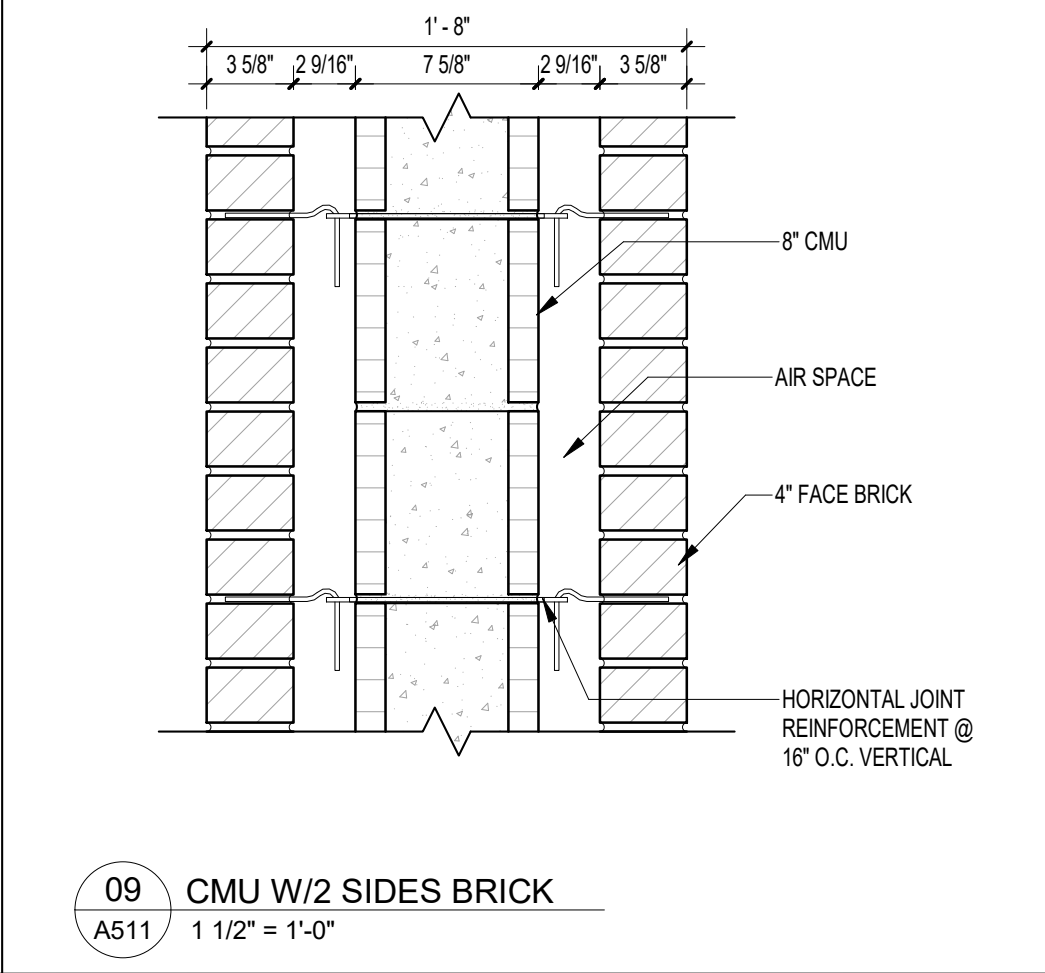 1' - 8"
3 5/8" 2 9/16" 7 5/8" 2 9/16" 3 5/8"
8" CMU
AIR SPACE
4" FACE BRICK
HORIZONTAL JOINT
REINFORCEMENT @
16" O.C. VERTICAL
09 CMU W/2 SIDES BRICK
A511 1 1/2" = 1'-0"